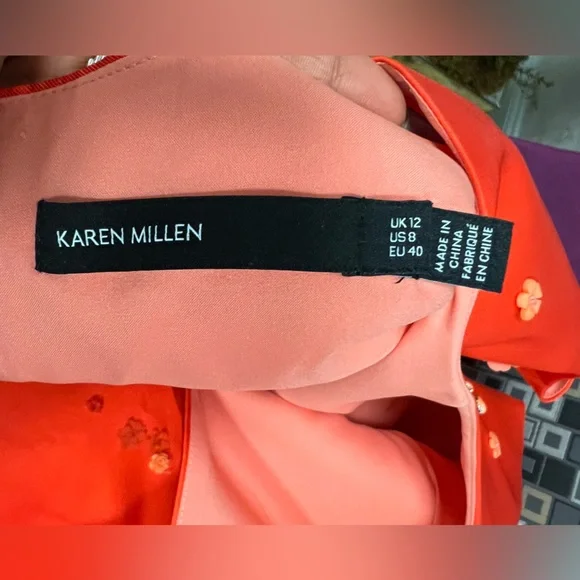 KAREN MILLEN
UK 12
US 8
EU 40
MADE IN
CHINA
FABRIQUÉ
EN CHINE